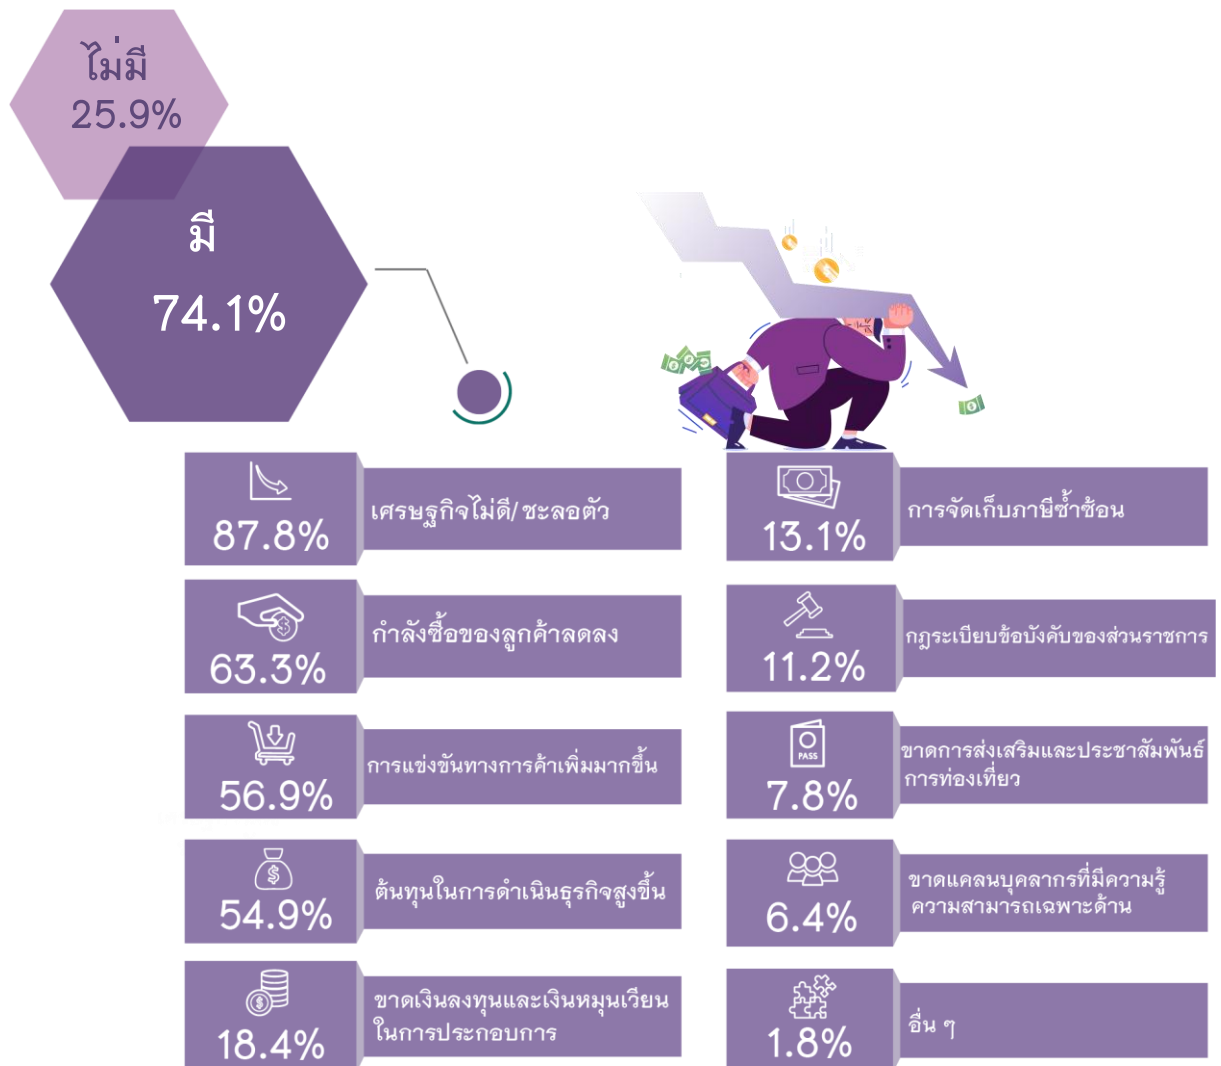 ไม่มี
25.9%
มี
74.1%
87.8%
เศรษฐกิจไม่ดี/ชะลอตัว
63.3%
กำลังซื้อของลูกค้าลดลง
56.9%
การแข่งขันทางการค้าเพิ่มมากขึ้น
54.9%
ต้นทุนในการดำเนินธุรกิจสูงขึ้น
18.4%
ขาดเงินลงทุนและเงินหมุนเวียน
ในการประกอบการ
13.1%
การจัดเก็บภาษีซ้ำซ้อน
11.2%
กฎระเบียบข้อบังคับของส่วนราชการ
PASS
7.8%
ขาดการส่งเสริมและประชาสัมพันธ์
การท่องเที่ยว
6.4%
ขาดแคลนบุคลากรที่มีความรู้
ความสามารถเฉพาะด้าน
1.8%
อื่น ๆ